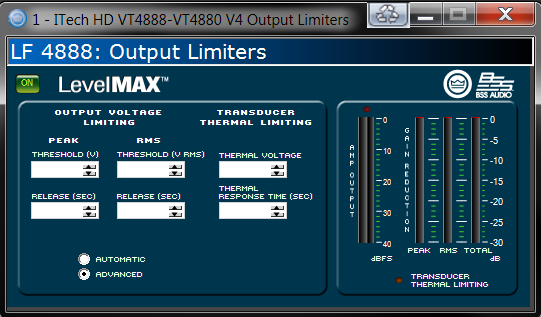 1 - ITech HD VT4888-VT4880 V4 Output Limiters
LF 4888: Output Limiters
ON
LevelMAX™
BSS AUDIO
OUTPUT VOLTAGE
LIMITING
TRANSDUCER
THERMAL LIMITING
PEAK
RMS
THRESHOLD (V)
THRESHOLD (V RMS)
THERMAL VOLTAGE
RELEASE (SEC)
RELEASE (SEC)
THERMAL
RESPONSE TIME (SEC)
AUTOMATIC
ADVANCED
AMP OUTPUT
0
10
20
30
40
dBFS
GAIN REDUCTION
0
-5
-10
-15
-20
-25
-30
PEAK RMS TOTAL dB
TRANSDUCER
THERMAL LIMITING